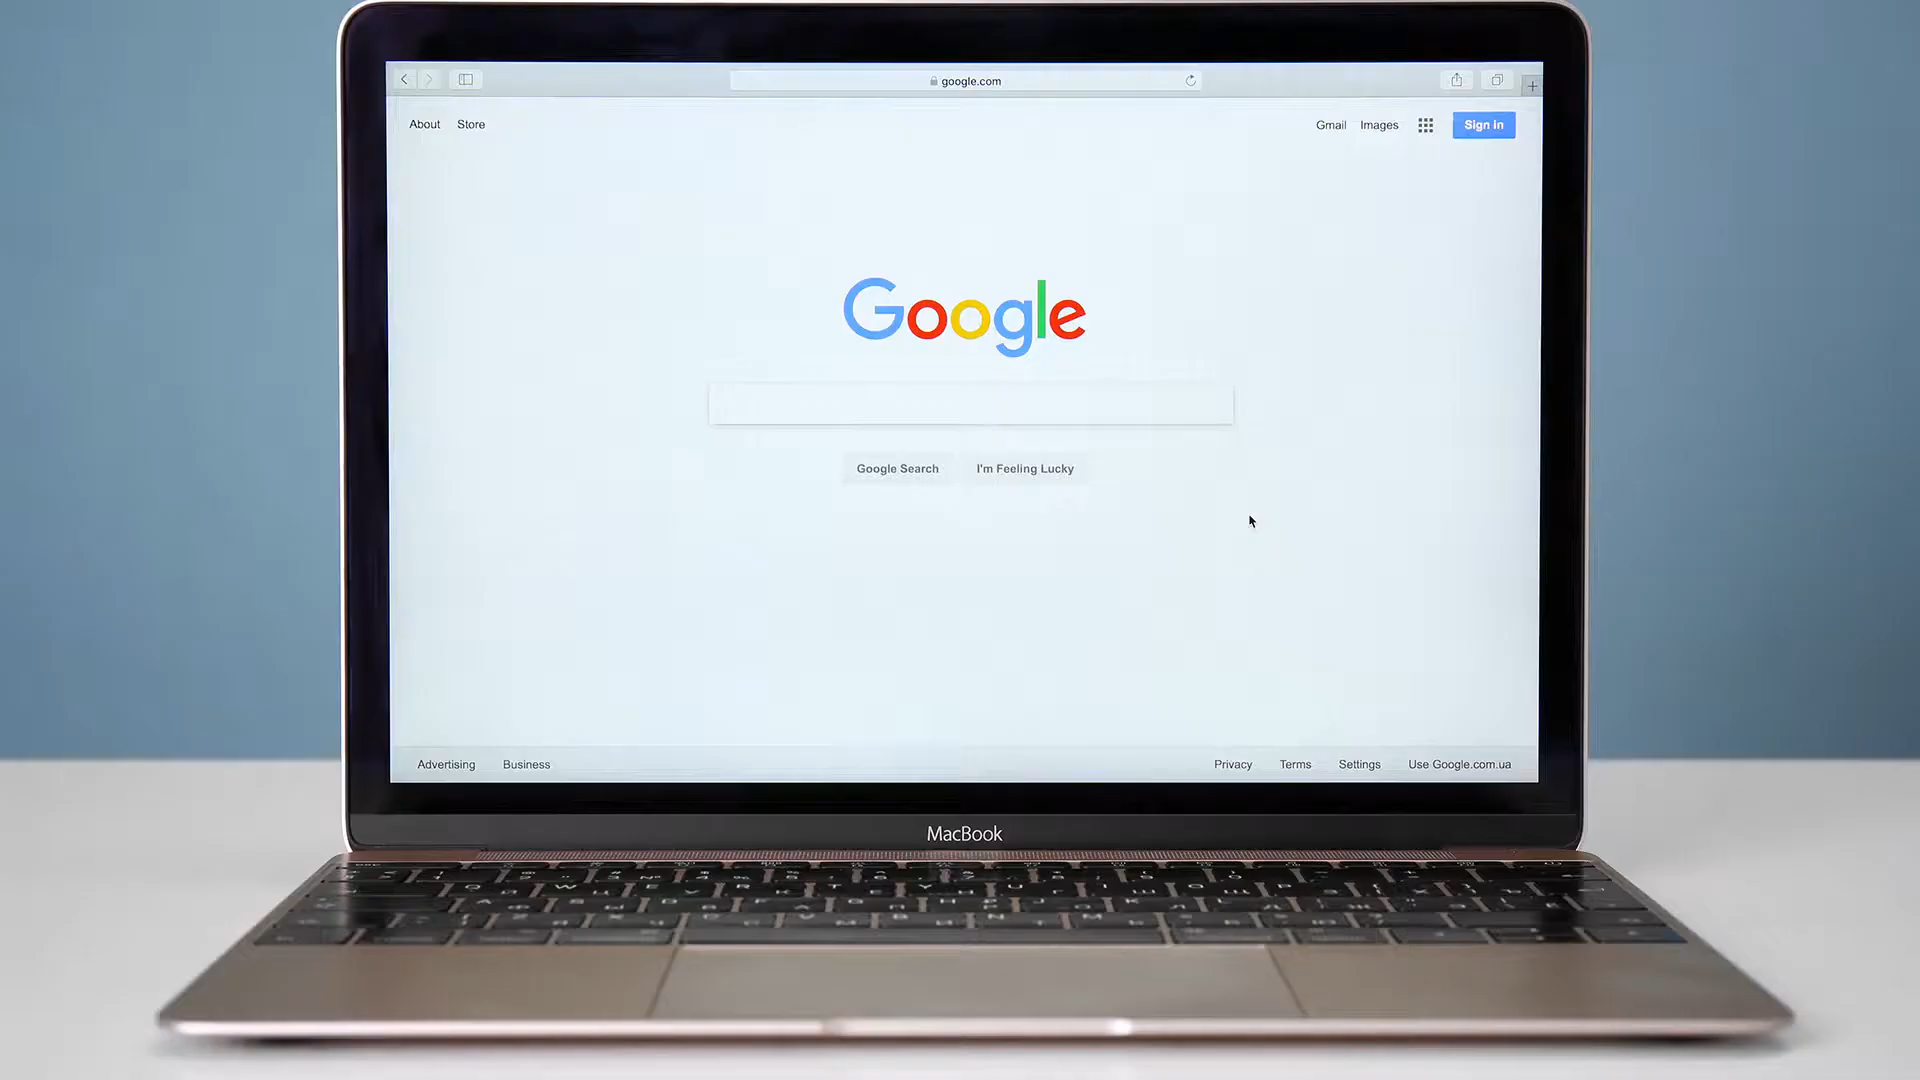 google.com
About Store
Gmail Images Sign in
Google
Google Search I'm Feeling Lucky
Advertising Business
Privacy Terms Settings Use Google.com.ua
MacBook